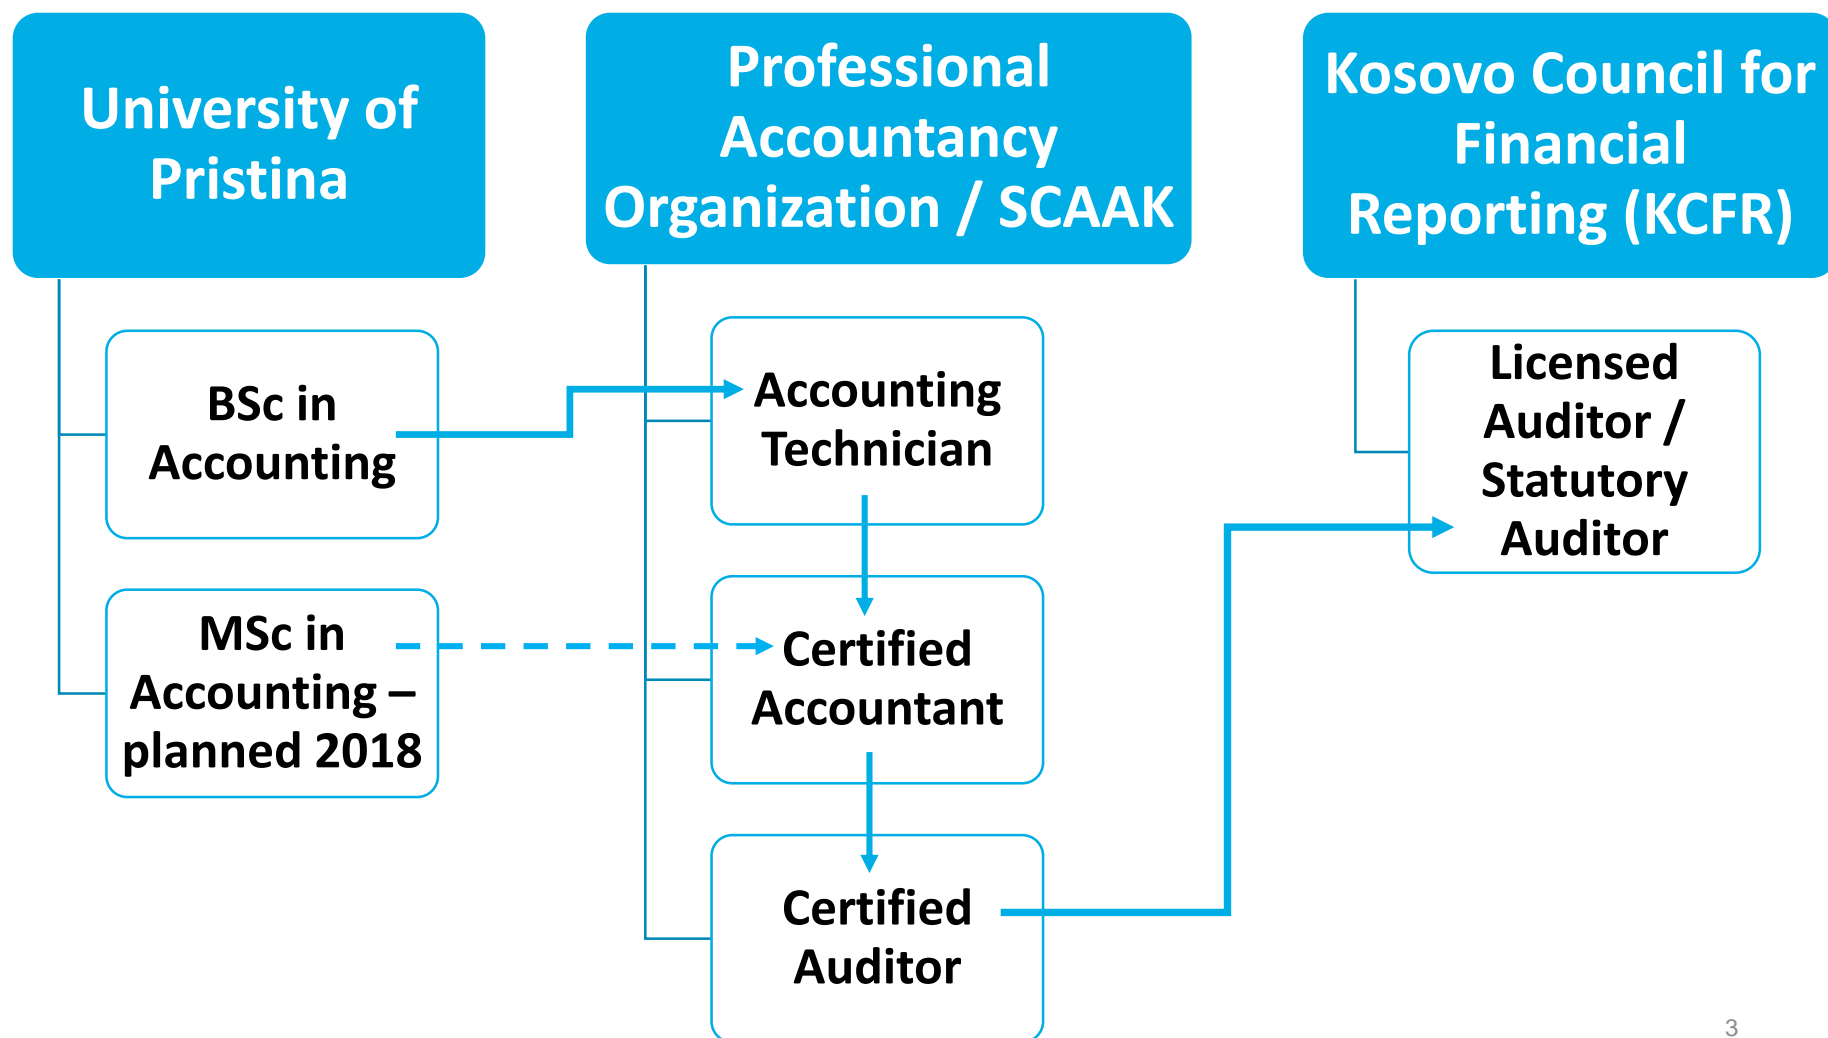 University of
Pristina
BSc in
Accounting
MSc in
Accounting –
planned 2018
Professional
Accountancy
Organization / SCAAK
Accounting
Technician
Certified
Accountant
Certified
Auditor
Kosovo Council for
Financial
Reporting (KCFR)
Licensed
Auditor /
Statutory
Auditor
3